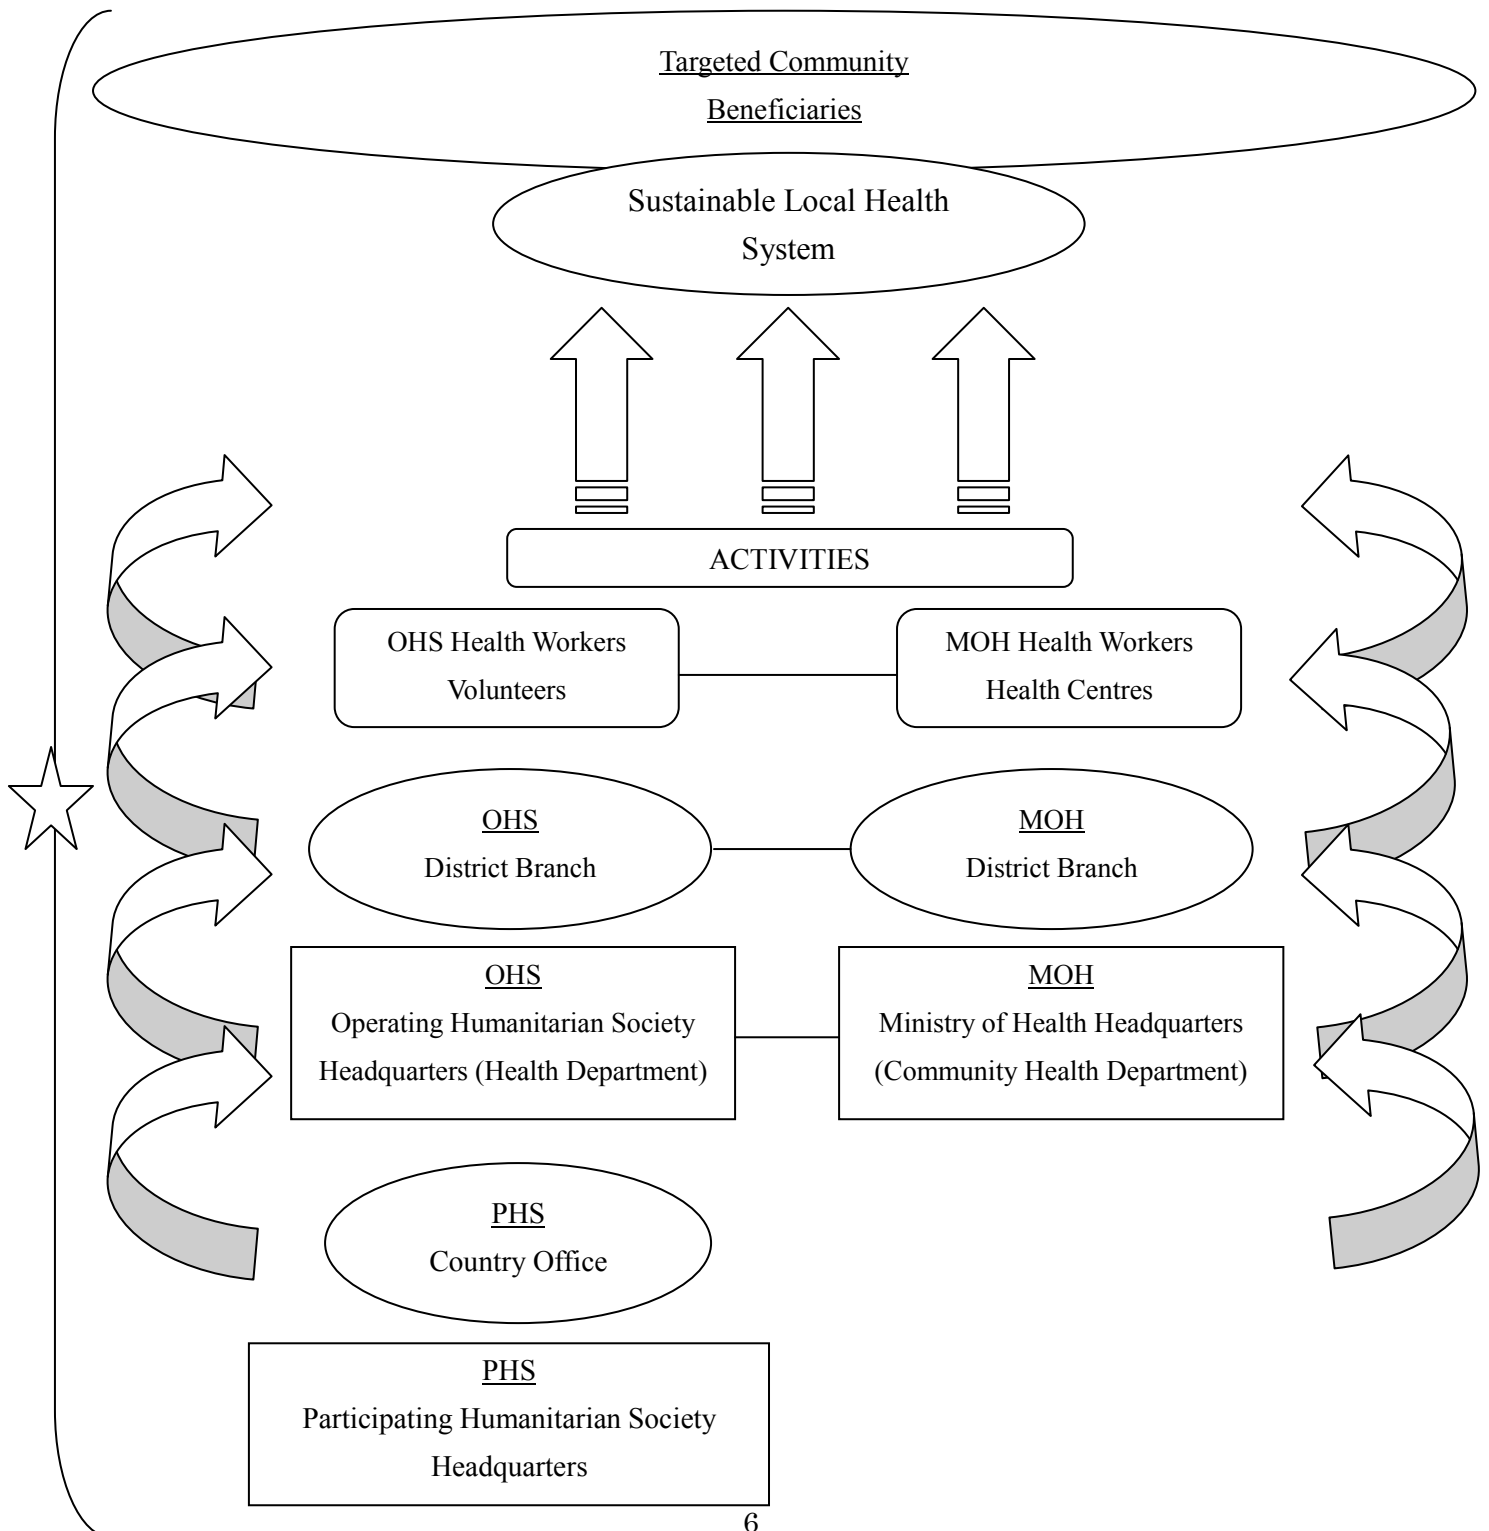 Targeted Community
Beneficiaries
Sustainable Local Health
System
ACTIVITIES
OHS Health Workers
Volunteers
MOH Health Workers
Health Centres
OHS
District Branch
MOH
District Branch
OHS
Operating Humanitarian Society
Headquarters (Health Department)
MOH
Ministry of Health Headquarters
(Community Health Department)
PHS
Country Office
PHS
Participating Humanitarian Society
Headquarters
6